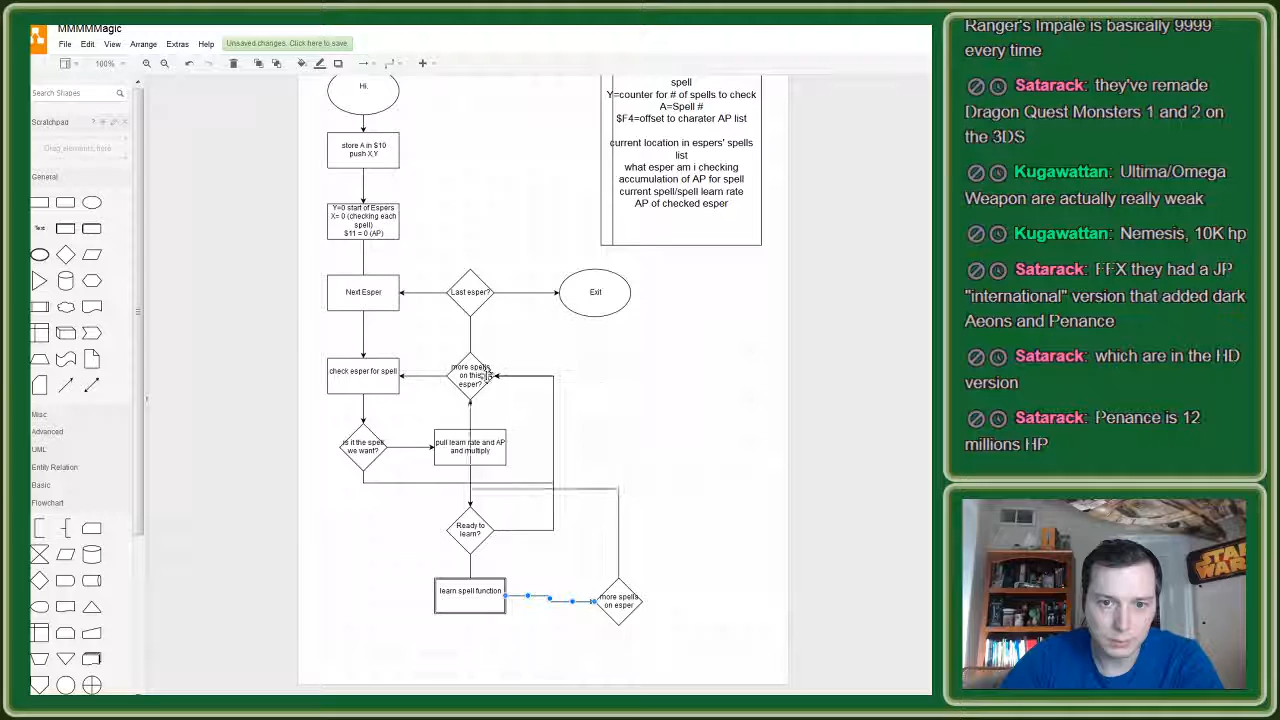 MMMMMagic
File Edit View Arrange Extras Help Unsaved changes. Click here to save.
100%
Search Shapes
Scratchpad
Drag elements here
General
Text
Misc
Advanced
UML
Entity Relation
Basic
Flowchart
Hi.
store A in $10
push X,Y
Y=0 start of Espers
X= 0 (checking each
spell)
$11 = 0 (AP)
Next Esper
Last esper?
Exit
check esper for spell
more spells
on this
esper?
is it the spell
we want?
pull learn rate and AP
and multiply
Ready to
learn?
learn spell function
more spells
on esper
spell
Y=counter for # of spells to check
A=Spell #
$F4=offset to charater AP list
current location in espers' spells
list
what esper am i checking
accumulation of AP for spell
current spell/spell learn rate
AP of checked esper
Ranger's Impale is basically 9999
every time
Satarack: they've remade
Dragon Quest Monsters 1 and 2 on
the 3DS
Kugawattan: Ultima/Omega
Weapon are actually really weak
Kugawattan: Nemesis, 10K hp
Satarack: FFX they had a JP
"international" version that added dark
Aeons and Penance
Satarack: which are in the HD
version
Satarack: Penance is 12
millions HP
STAR
WARS